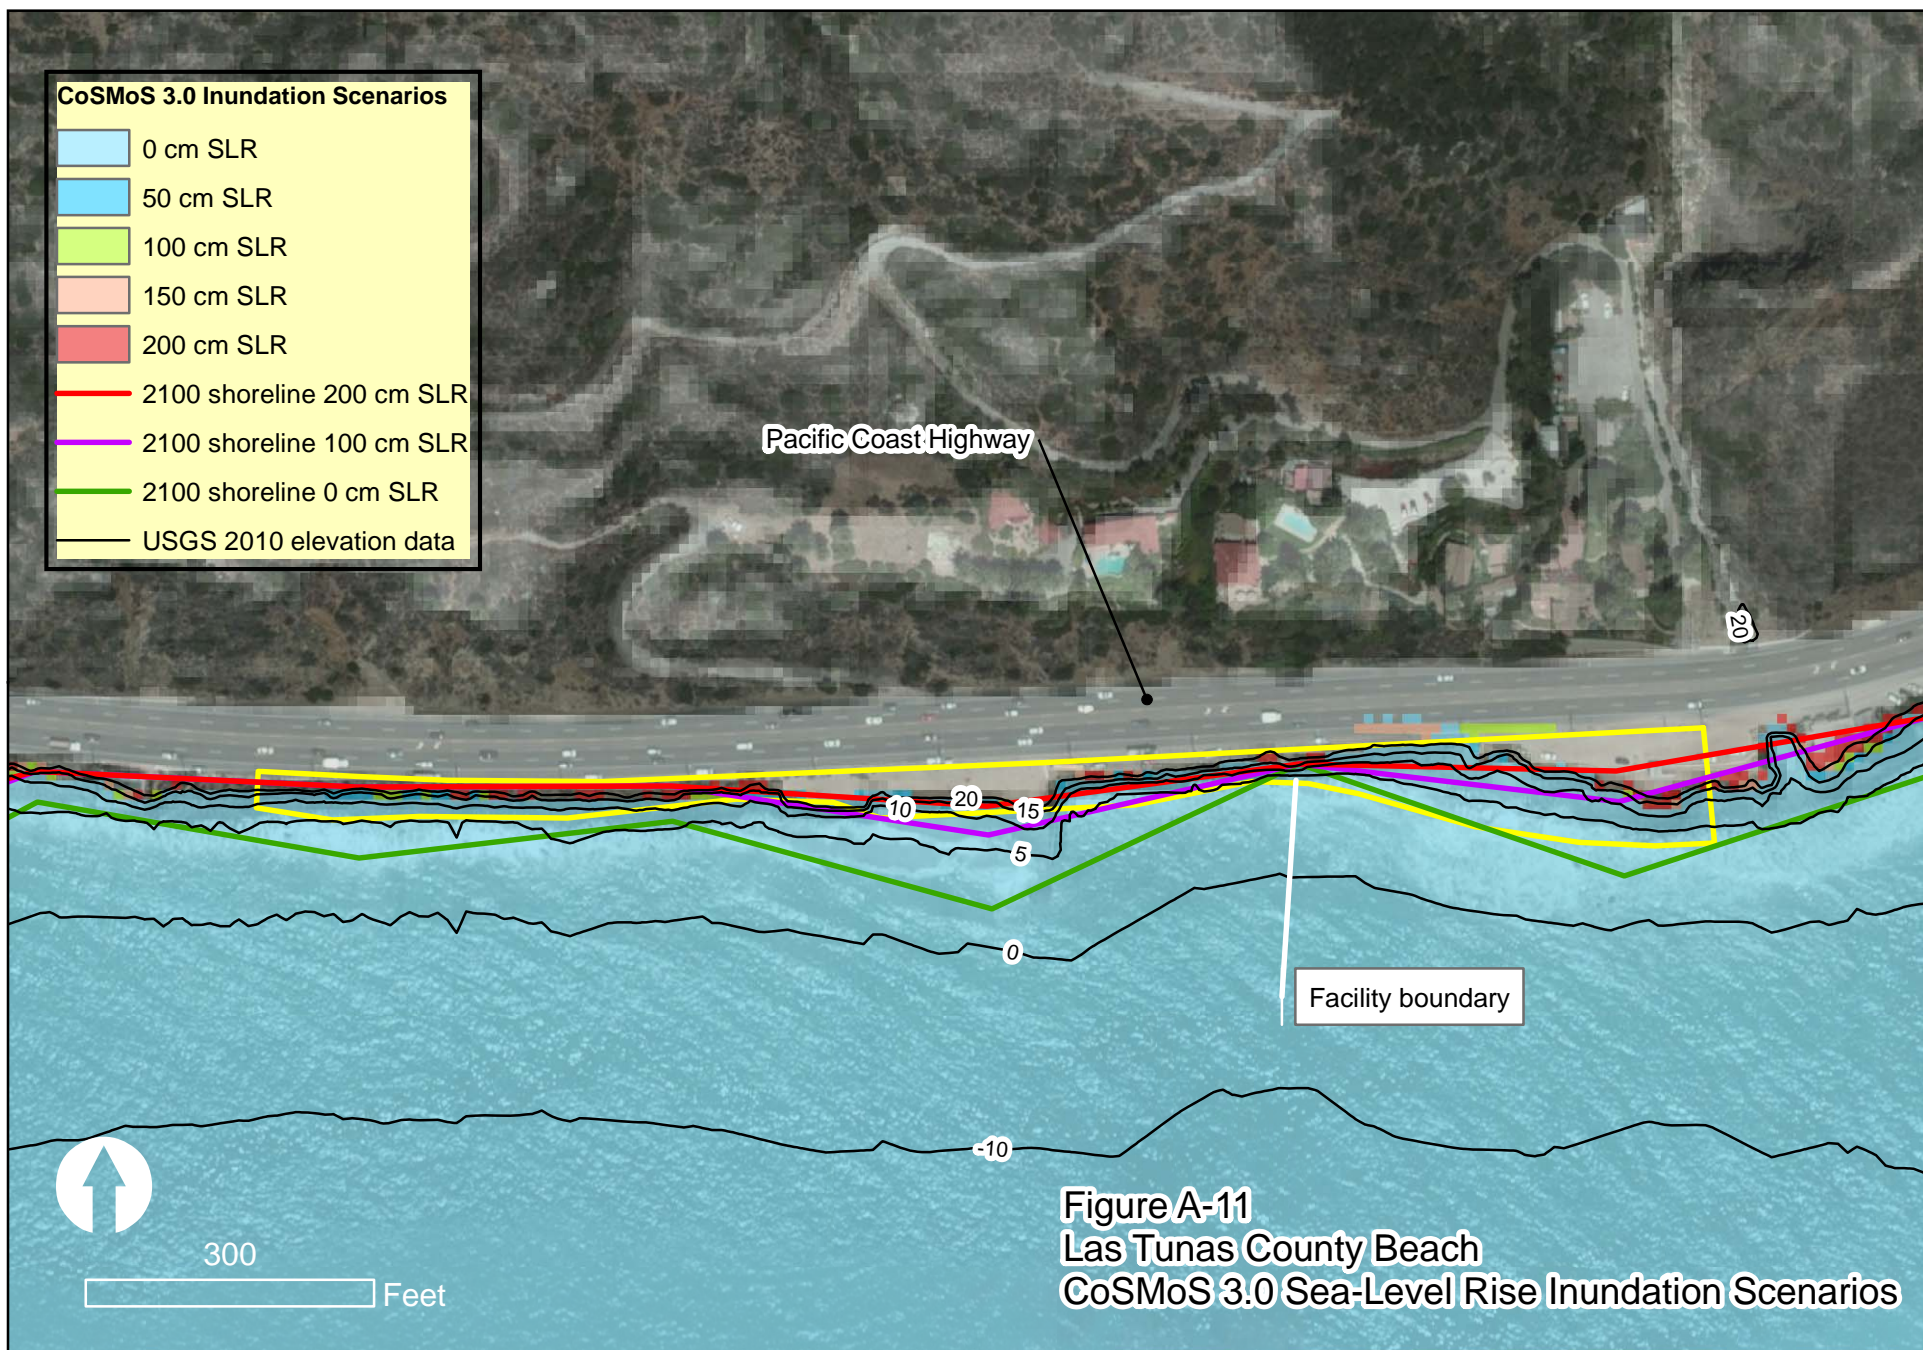 CoSMoS 3.0 Inundation Scenarios
0 cm SLR
50 cm SLR
100 cm SLR
150 cm SLR
200 cm SLR
2100 shoreline 200 cm SLR
2100 shoreline 100 cm SLR
2100 shoreline 0 cm SLR
USGS 2010 elevation data
Pacific Coast Highway
20
10
20
15
5
0
Facility boundary
-10
300
Feet
Figure A-11
Las Tunas County Beach
CoSMoS 3.0 Sea-Level Rise Inundation Scenarios